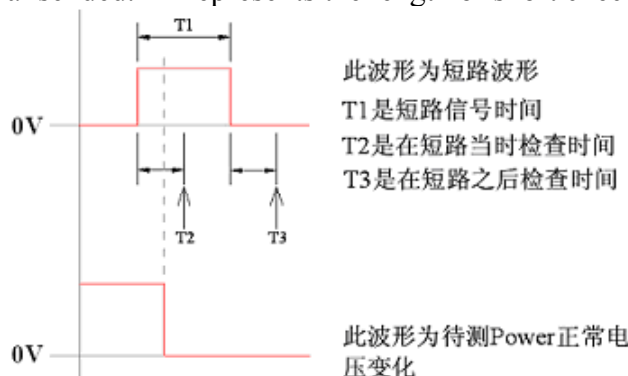 T1
此波形为短路波形
T1是短路信号时间
0V
T2是在短路当时检查时间
T3是在短路之后检查时间
T2
T3
此波形为待测Power正常电
压变化
0V